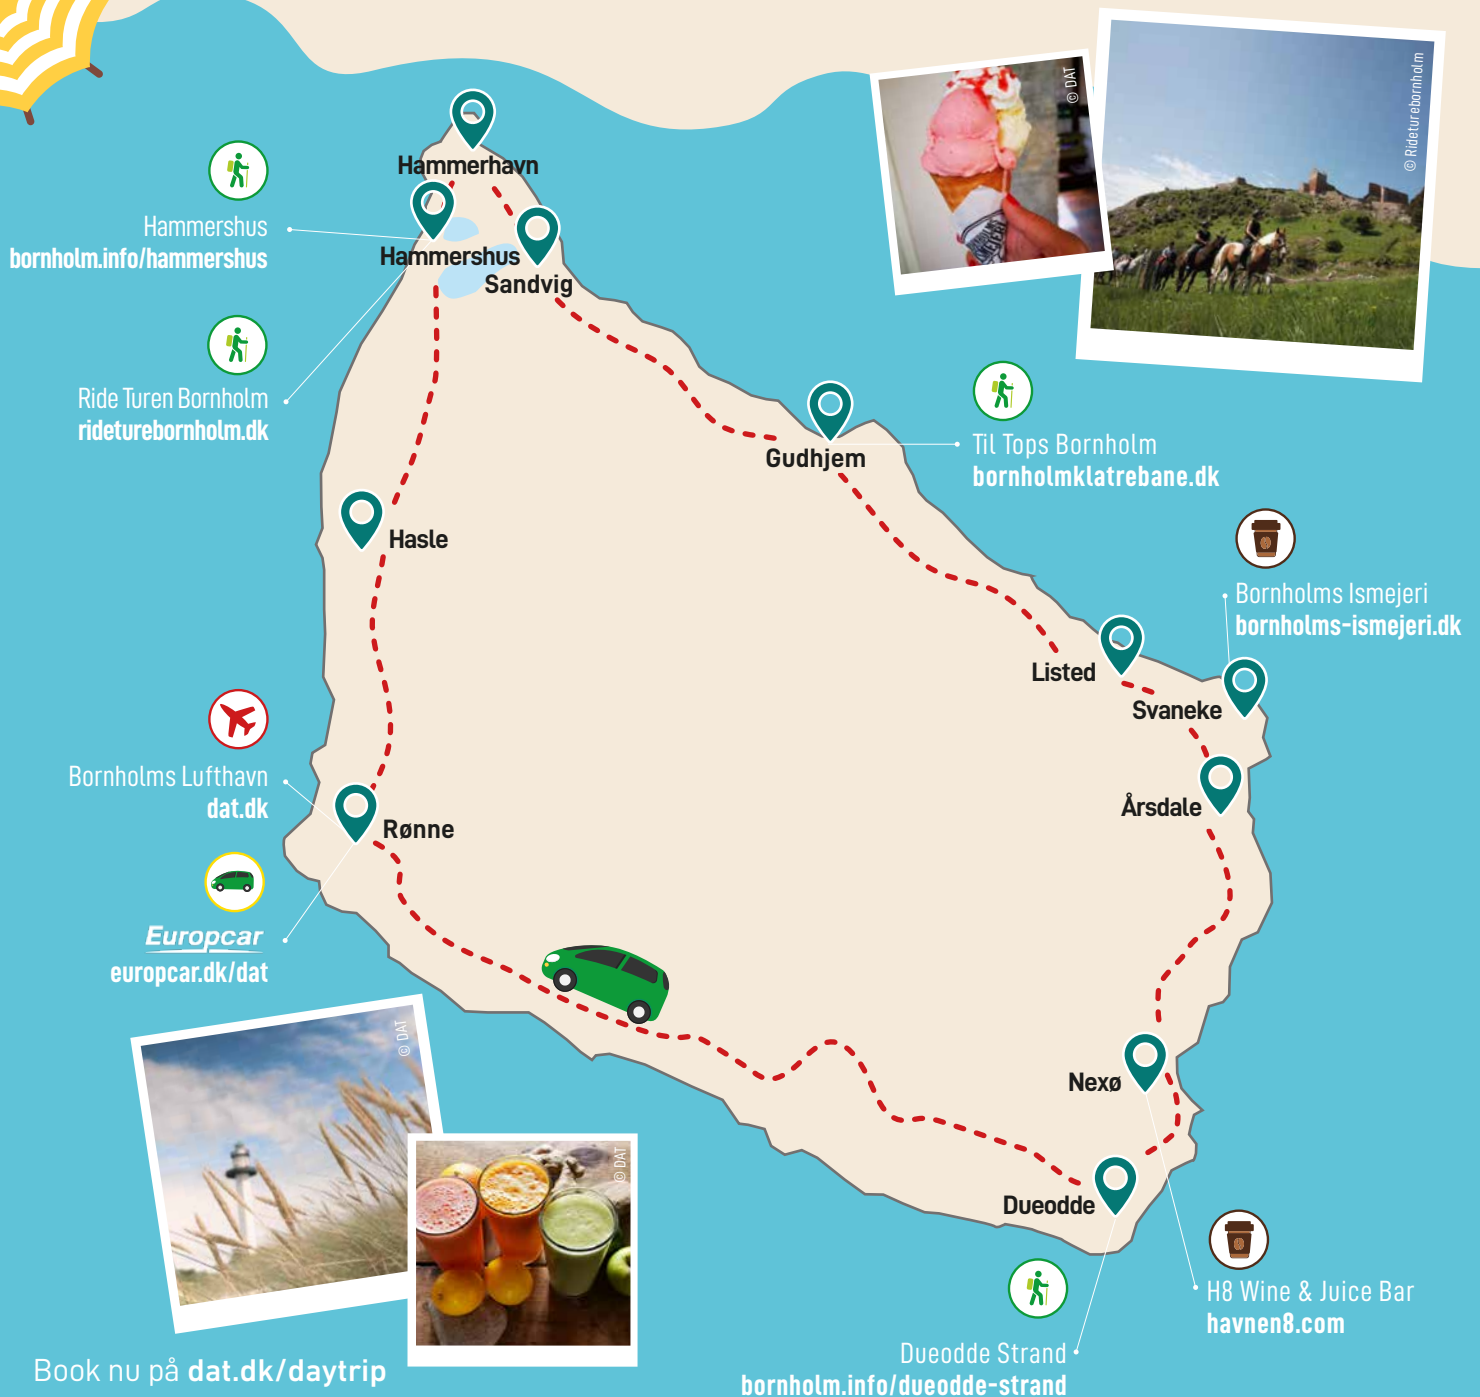 © DAT
© Rideturebornholm
Hammerhavn
Hammershus
bornholm.info/hammershus
Hammershus
Sandvig
Ride Turen Bornholm
rideturebornholm.dk
Gudhjem
Til Tops Bornholm
bornholmklatrebane.dk
Hasle
Bornholms Ismejeri
bornholms-ismejeri.dk
Listed
Svaneke
Bornholms Lufthavn
dat.dk
Årsdale
Rønne
Europcar
europcar.dk/dat
© DAT
Nexø
© DAT
Dueodde
H8 Wine & Juice Bar
havnen8.com
Dueodde Strand
bornholm.info/dueodde-strand
Book nu på dat.dk/daytrip